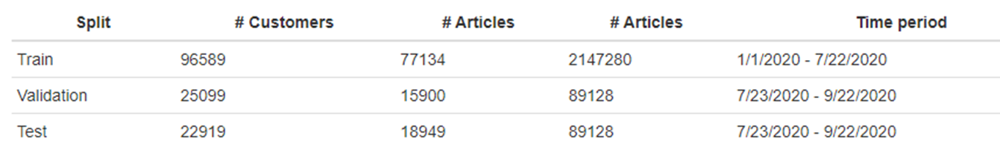 Split # Customers # Articles # Articles Time period
Train 96589 77134 2147280 1/1/2020 - 7/22/2020
Validation 25099 15900 89128 7/23/2020 - 9/22/2020
Test 22919 18949 89128 7/23/2020 - 9/22/2020